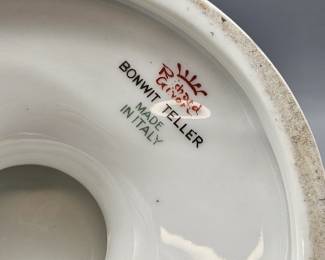 Richard
Ginori
BONWIT TELLER
MADE
IN ITALY